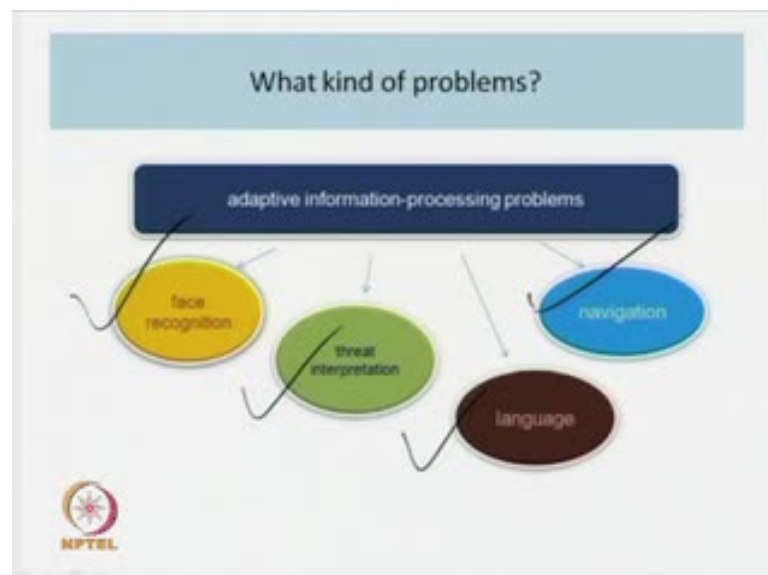 What kind of problems?
adaptive information-processing problems
face
recognition
threat
interpretation
language
navigation
NPTEL